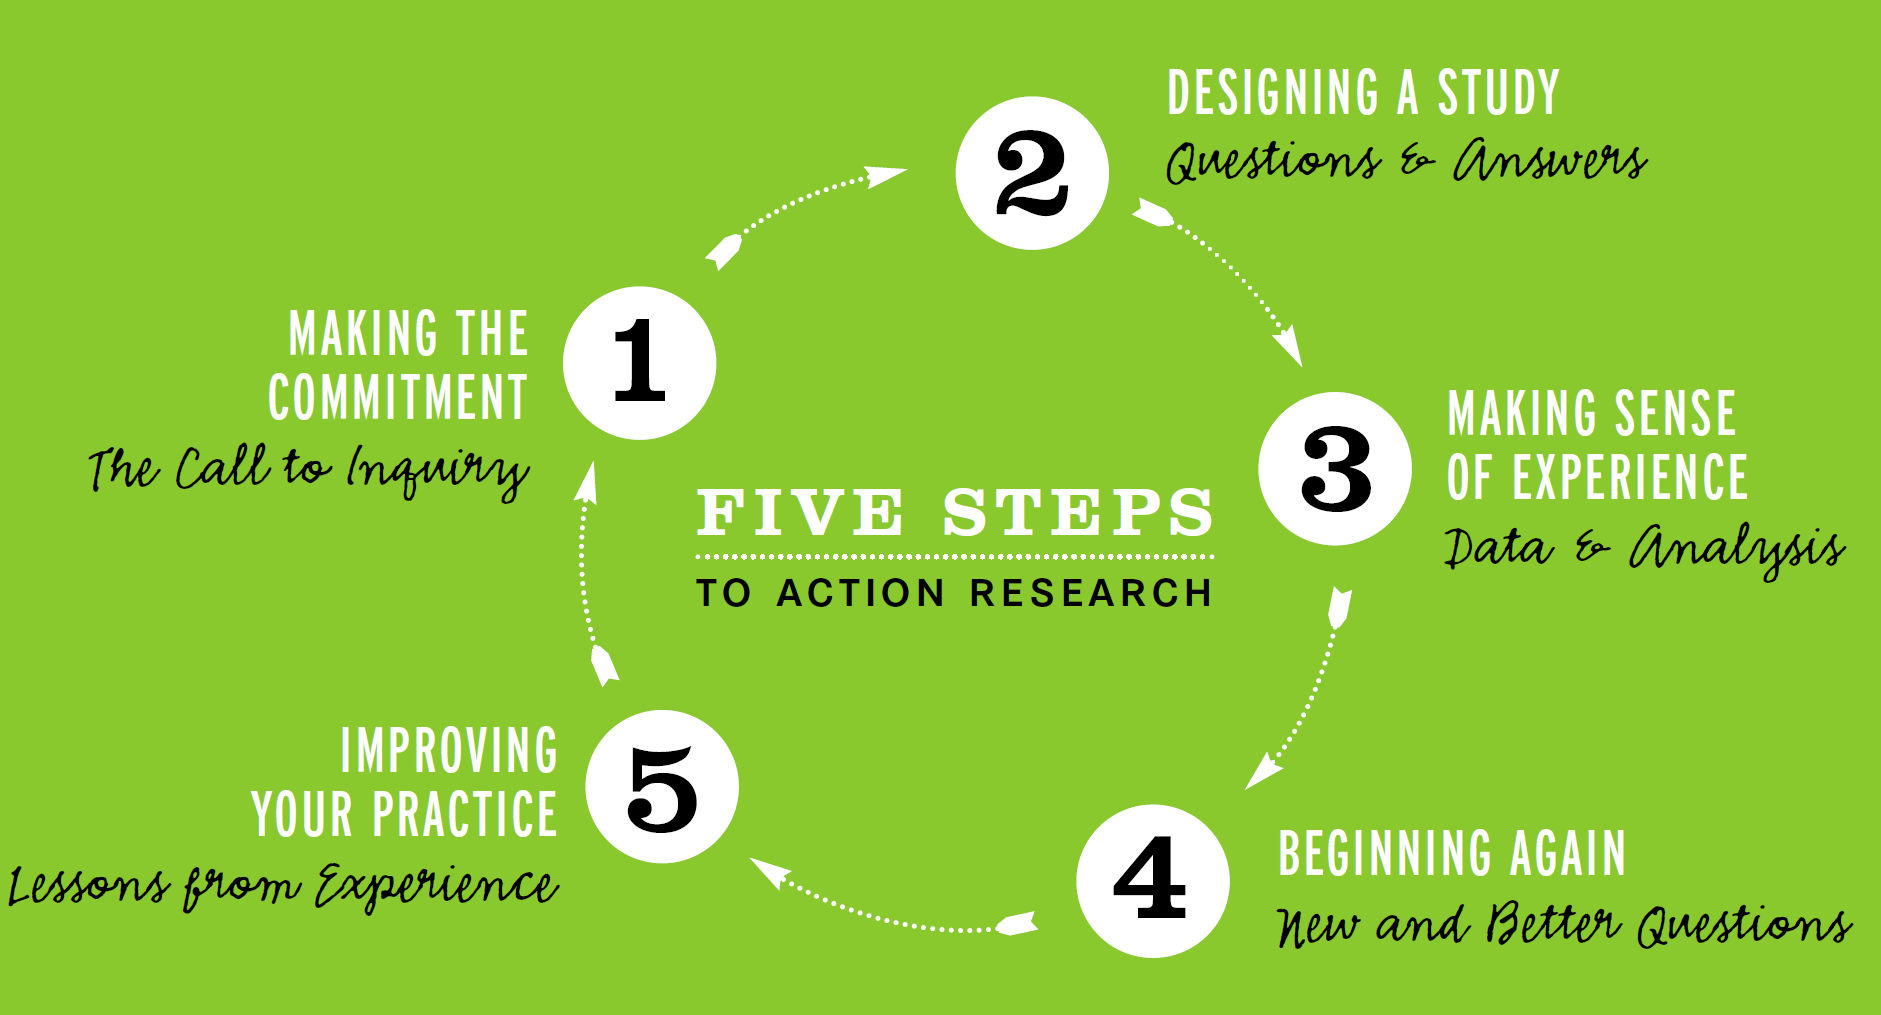 FIVE STEPS
TO ACTION RESEARCH
1
MAKING THE
COMMITMENT
The Call to Inquiry
2
DESIGNING A STUDY
Questions & Answers
3
MAKING SENSE
OF EXPERIENCE
Data & Analysis
4
BEGINNING AGAIN
New and Better Questions
5
IMPROVING
YOUR PRACTICE
Lessons from Experience